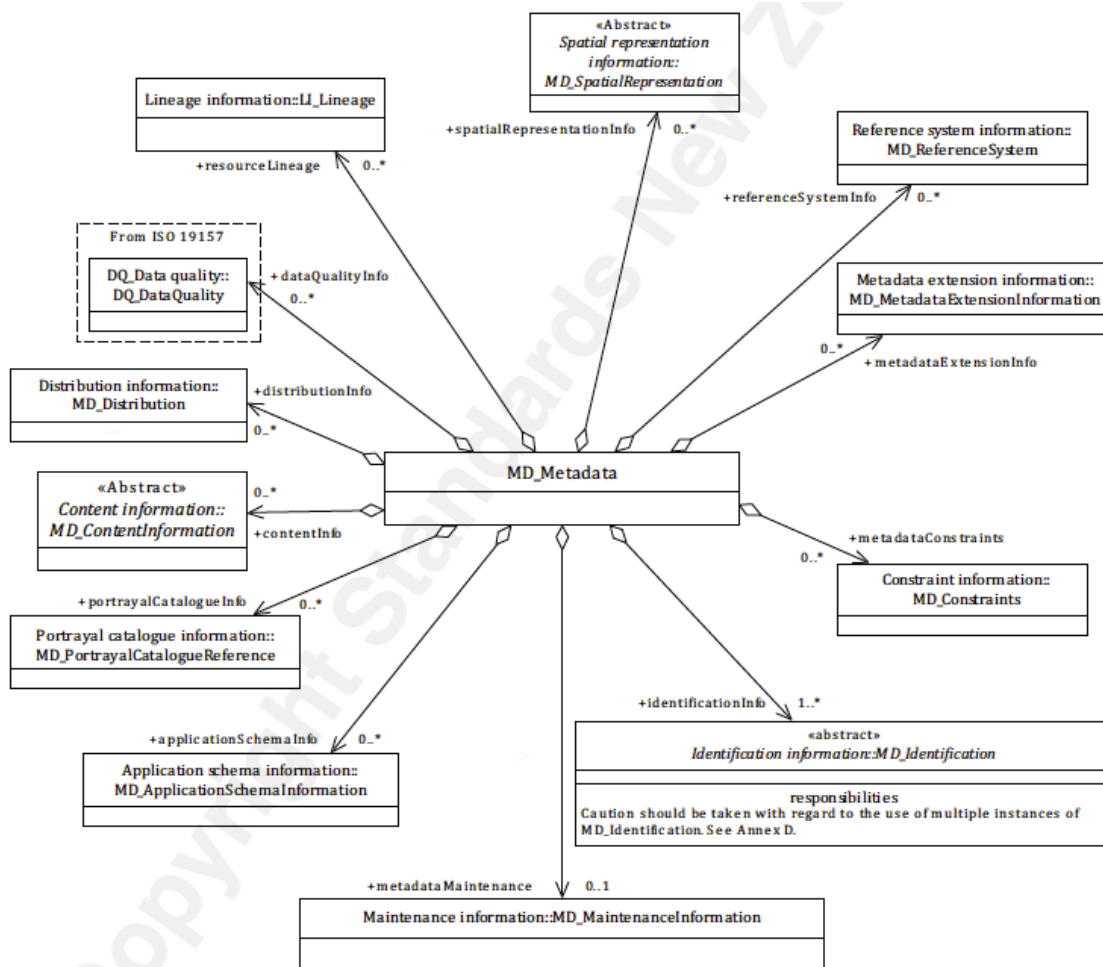 «Abstract»
Spatial representation
information::
MD_SpatialRepresentation
Lineage information::LI_Lineage
+spatialRepresentationInfo
0..*
Reference system information::
MD_ReferenceSystem
+resourceLineage
0..*
+referenceSystemInfo
0..*
From ISO 19157
DQ_Data quality::
DQ_DataQuality
+dataQualityInfo
0..*
Metadata extension information::
MD_MetadataExtensionInformation
0..*
+metadataExtensionInfo
Distribution information::
MD_Distribution
+distributionInfo
0..*
MD_Metadata
«Abstract»
Content information::
MD_ContentInformation
0..*
+contentInfo
+metadataConstraints
0..*
Constraint information::
MD_Constraints
+portrayalCatalogueInfo
0..*
Portrayal catalogue information::
MD_PortrayalCatalogueReference
+identificationInfo
1..*
«abstract»
Identification information::MD_Identification
responsibilities
Caution should be taken with regard to the use of multiple instances of
MD_Identification. See Annex D.
+applicationSchemaInfo
0..*
Application schema information::
MD_ApplicationSchemaInformation
+metadataMaintenance
0..1
Maintenance information::MD_MaintenanceInformation
Copyright Standards New Ze